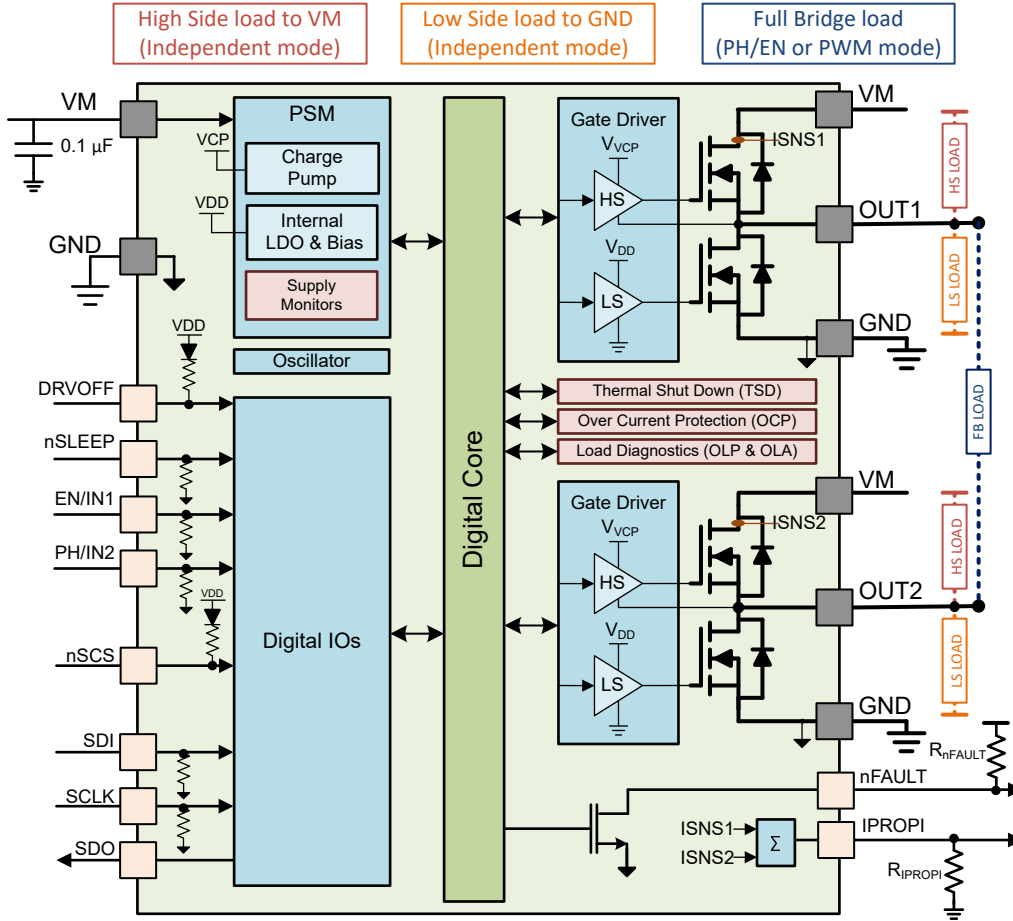 High Side load to VM
(Independent mode)
Low Side load to GND
(Independent mode)
Full Bridge load
(PH/EN or PWM mode)
VM
0.1 µF
GND
PSM
VCP
Charge
Pump
VDD
Internal
LDO & Bias
Supply
Monitors
Oscillator
VDD
DRVOFF
nSLEEP
EN/IN1
PH/IN2
VDD
nSCS
SDI
SCLK
SDO
Digital IOs
Digital Core
Gate Driver
VVCP
HS
VDD
LS
ISNS1
VM
OUT1
GND
HS LOAD
LS LOAD
FB LOAD
Thermal Shut Down (TSD)
Over Current Protection (OCP)
Load Diagnostics (OLP & OLA)
Gate Driver
VVCP
HS
VDD
LS
ISNS2
VM
OUT2
GND
HS LOAD
LS LOAD
RnFAULT
nFAULT
ISNS1
ISNS2
Σ
IPROPI
RIPROPI